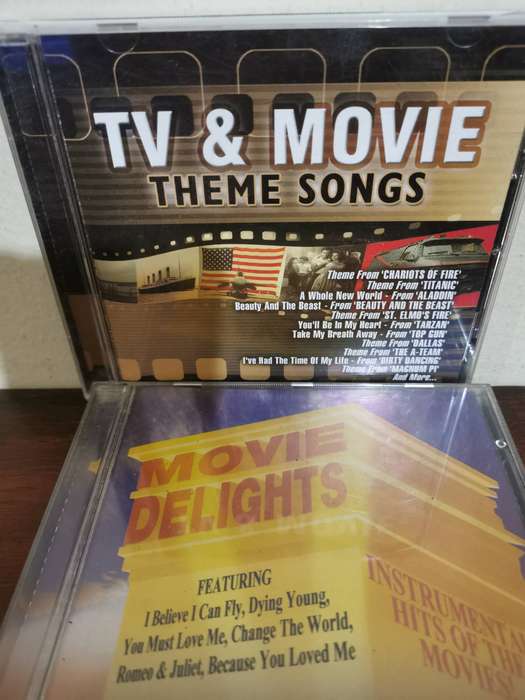 TV & MOVIE
THEME SONGS
Theme From 'CHARIOTS OF FIRE'
Theme From 'TITANIC'
A Whole New World - From 'ALADDIN'
Beauty And The Beast - From 'BEAUTY AND THE BEAST'
Theme From 'ST. ELMO'S FIRE'
You'll Be In My Heart - From 'TARZAN'
Take My Breath Away - From 'TOP GUN'
Theme From 'DALLAS'
Theme From 'THE A-TEAM'
I've Had The Time Of My Life - From 'DIRTY DANCING'
Theme From 'MAGNUM PI'
And More...
MOVIE
DELIGHTS
FEATURING
I Believe I Can Fly, Dying Young,
You Must Love Me, Change The World,
Romeo & Juliet, Because You Loved Me
INSTRUMENTA
HITS OF THE
MOVIES